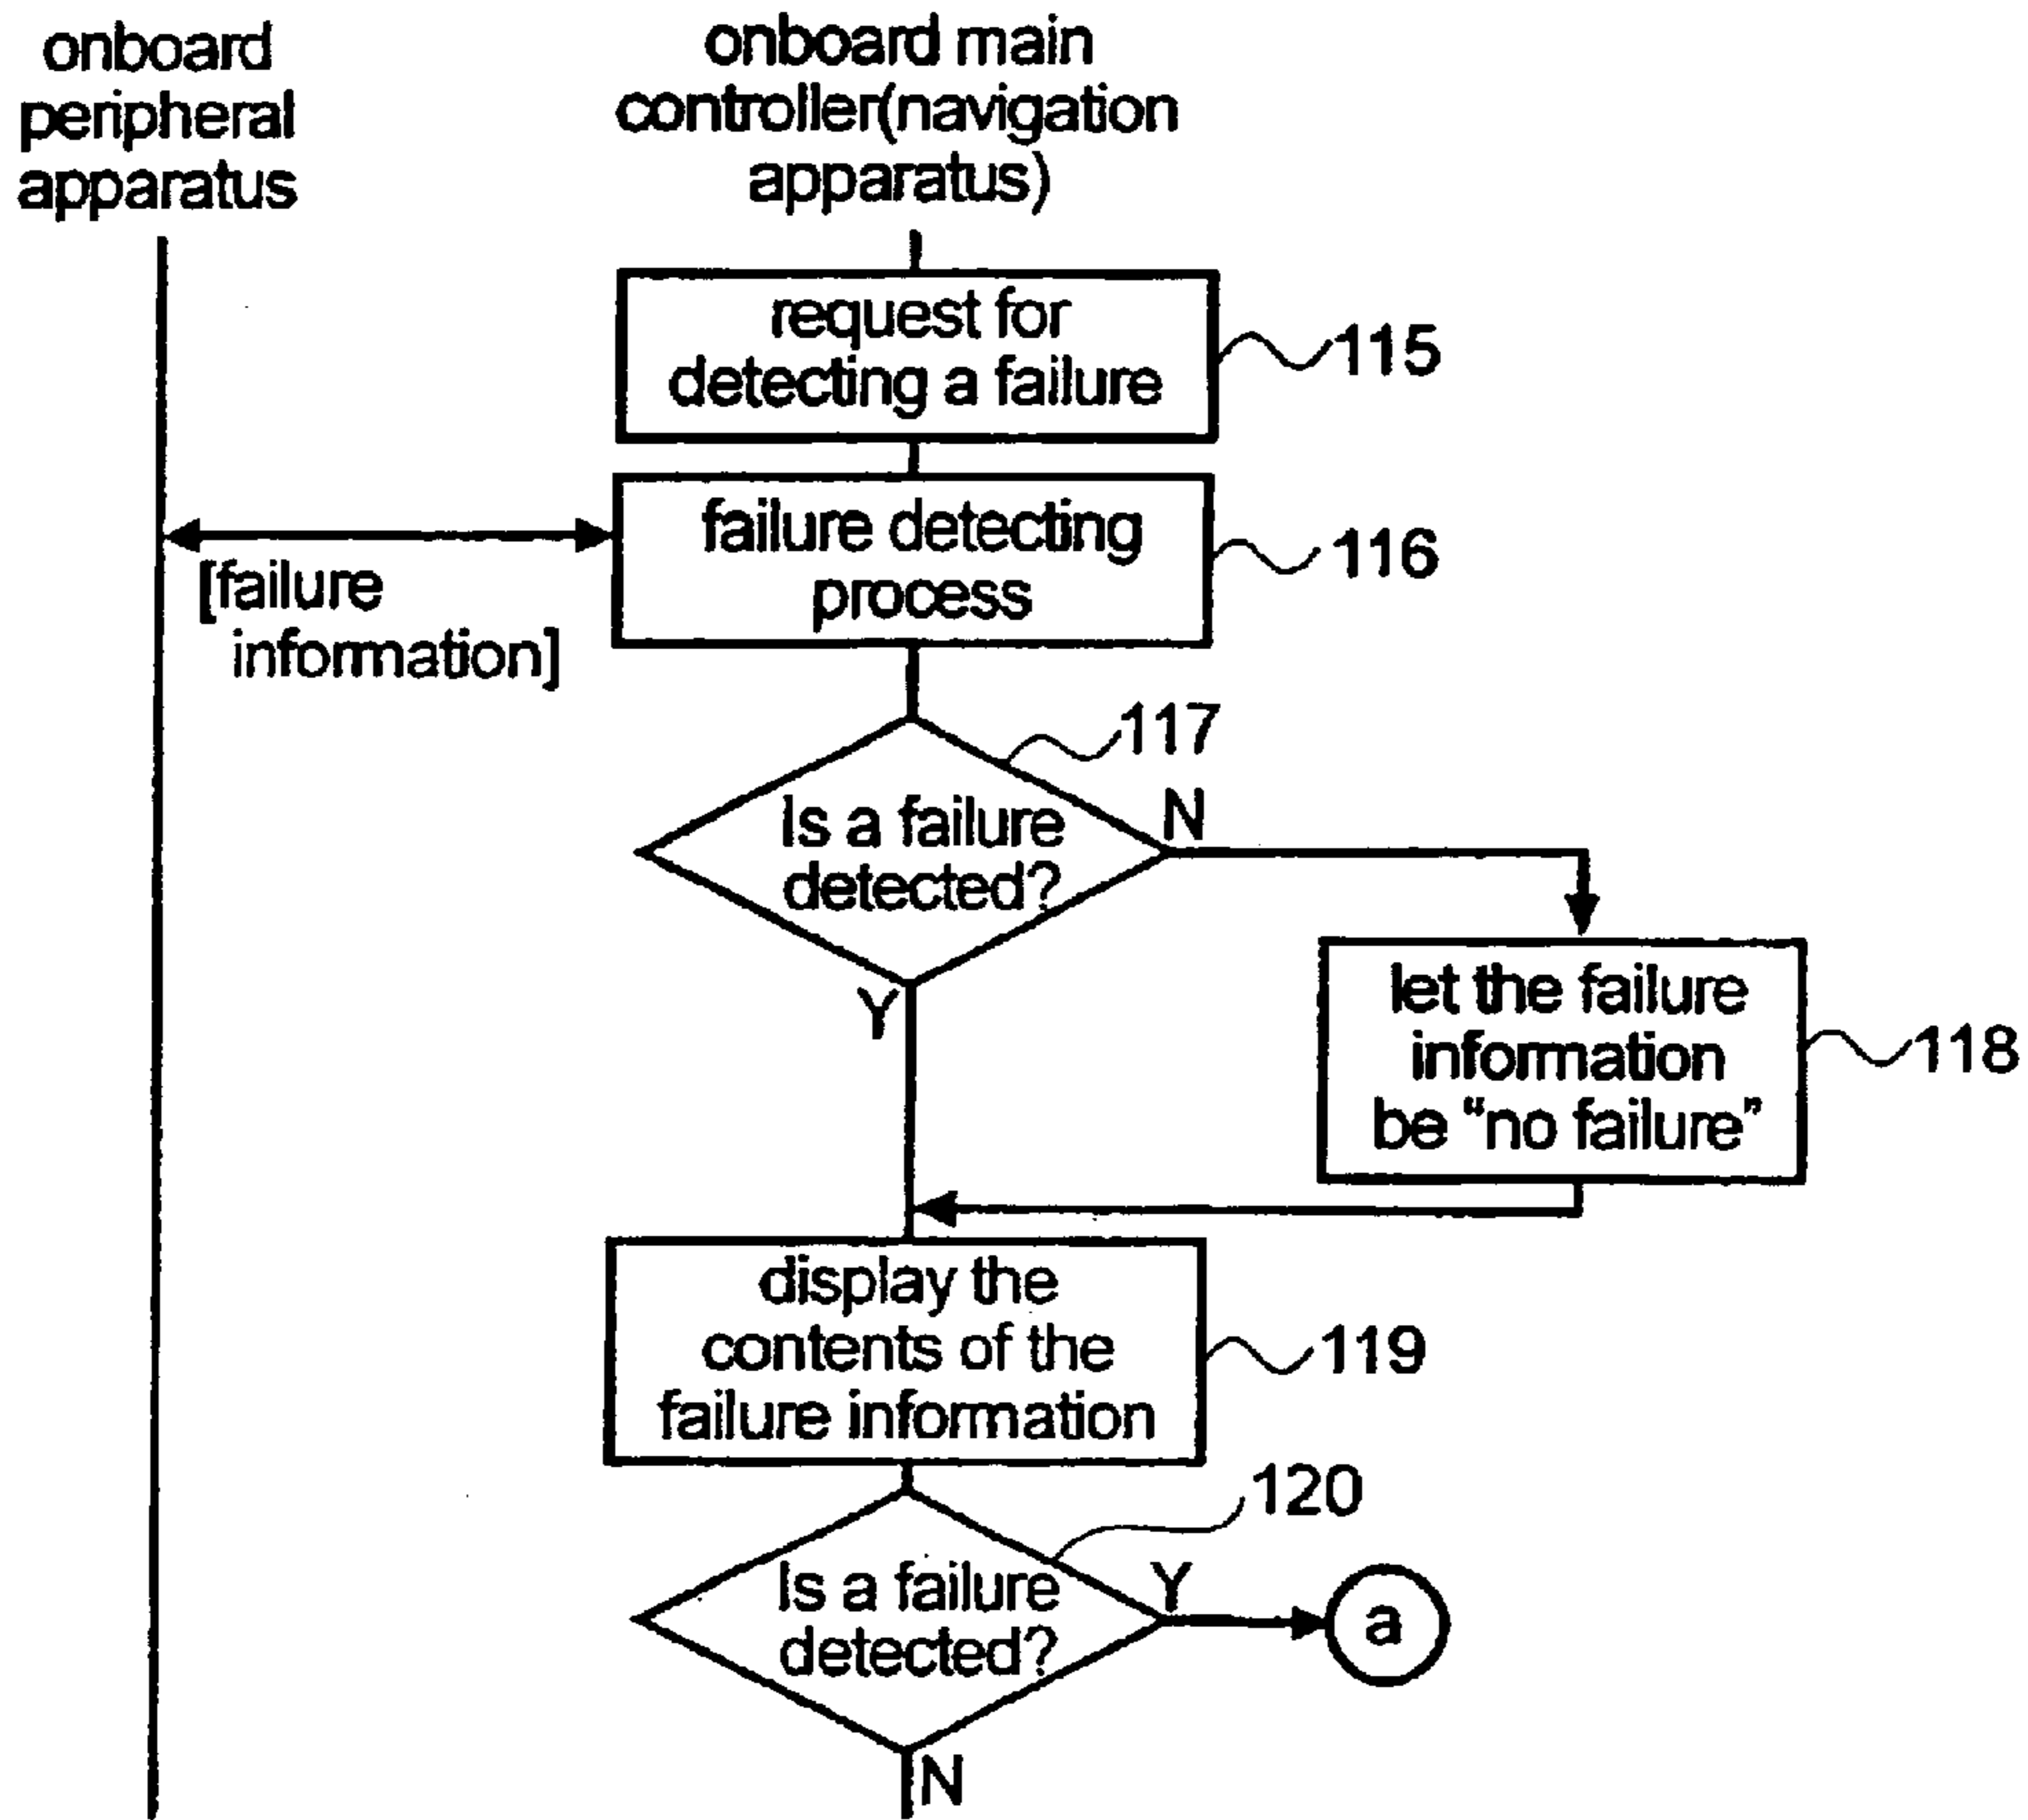 onboard
peripheral
apparatus
onboard main
controller(navigation
apparatus)
request for
detecting a failure
115
failure detecting
process
116
[failure
information]
117
Is a failure
detected?
N
Y
let the failure
information
be “no failure”
118
display the
contents of the
failure information
119
120
Is a failure
detected?
Y
a
N